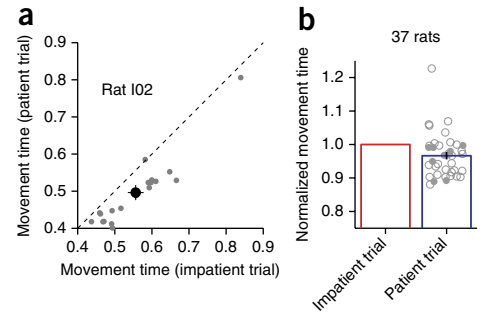 a
Movement time (patient trial)
0.9
0.8
0.7
0.6
0.5
0.4
Rat I02
0.4 0.5 0.6 0.7 0.8 0.9
Movement time (impatient trial)
b
37 rats
Normalized movement time
1.2
1.1
1.0
0.9
0.8
Impatient trial
Patient trial